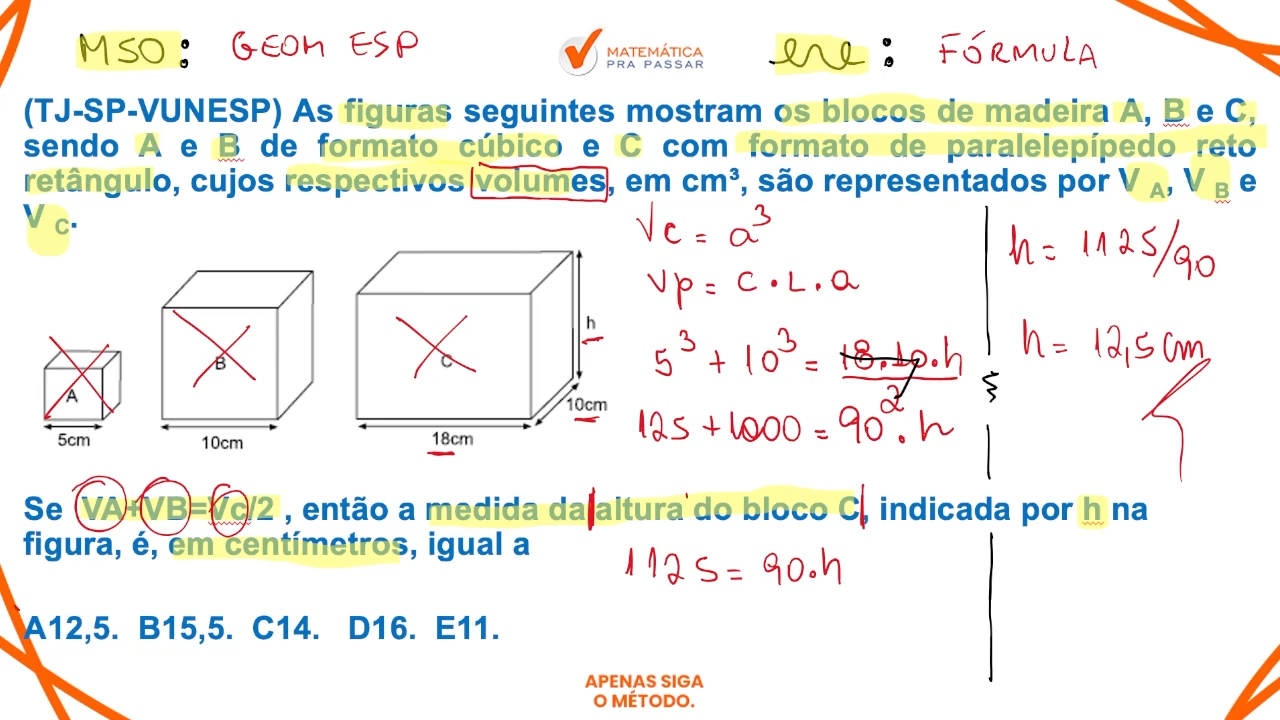 MSO: GEOM ESP
MATEMÁTICA
PRA PASSAR
ene: FÓRMULA
(TJ-SP-VUNESP) As figuras seguintes mostram os blocos de madeira A, B e C,
sendo A e B de formato cúbico e C com formato de paralelepípedo reto
retângulo, cujos respectivos volumes, em cm³, são representados por V A, V B e
V C.
Vc = a³
Vp = C . L . a
5³ + 10³ = 18.10.h
2
125 + 1000 = 90.h
h = 1125/90
h = 12,5 cm
A
B
C
h
5cm
10cm
18cm
10cm
Se VA+VB=Vc/2 , então a medida da altura do bloco C, indicada por h na
figura, é, em centímetros, igual a
1125 = 90.h
A12,5. B15,5. C14. D16. E11.
APENAS SIGA
O MÉTODO.